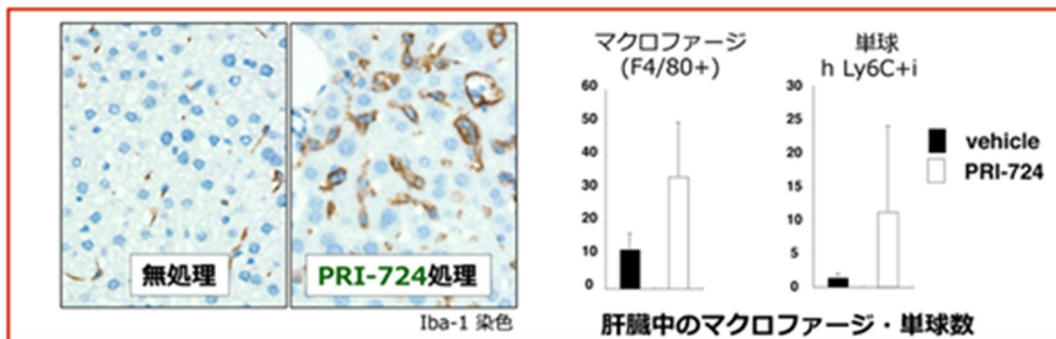 無処理
PRI-724処理
Iba-1 染色
マクロファージ
(F4/80+)
60
50
40
30
20
10
0
単球
h Ly6C+i
30
25
20
15
10
5
0
vehicle
PRI-724
肝臓中のマクロファージ・単球数